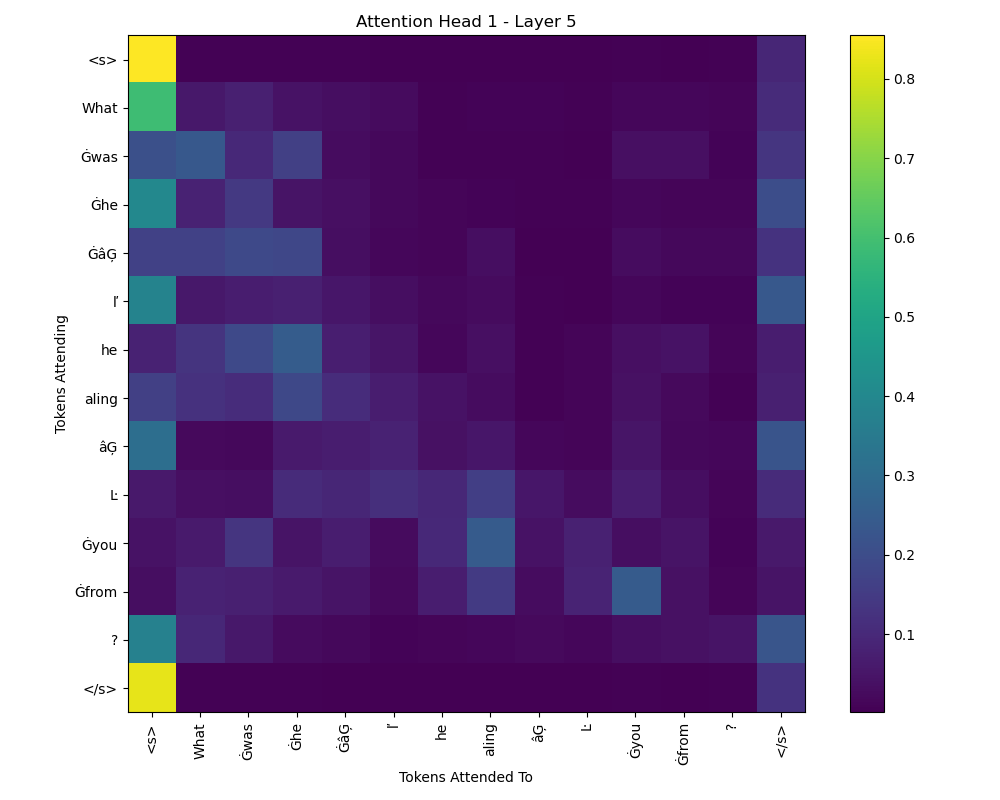 Attention Head 1 - Layer 5
<s>
What
Ġwas
Ġhe
ĠâĢ
ľ
he
aling
âĢ
Ŀ
Ġyou
Ġfrom
?
</s>
Tokens Attending
<s>
What
Ġwas
Ġhe
ĠâĢ
ľ
he
aling
âĢ
Ŀ
Ġyou
Ġfrom
?
</s>
Tokens Attended To
0.8
0.7
0.6
0.5
0.4
0.3
0.2
0.1